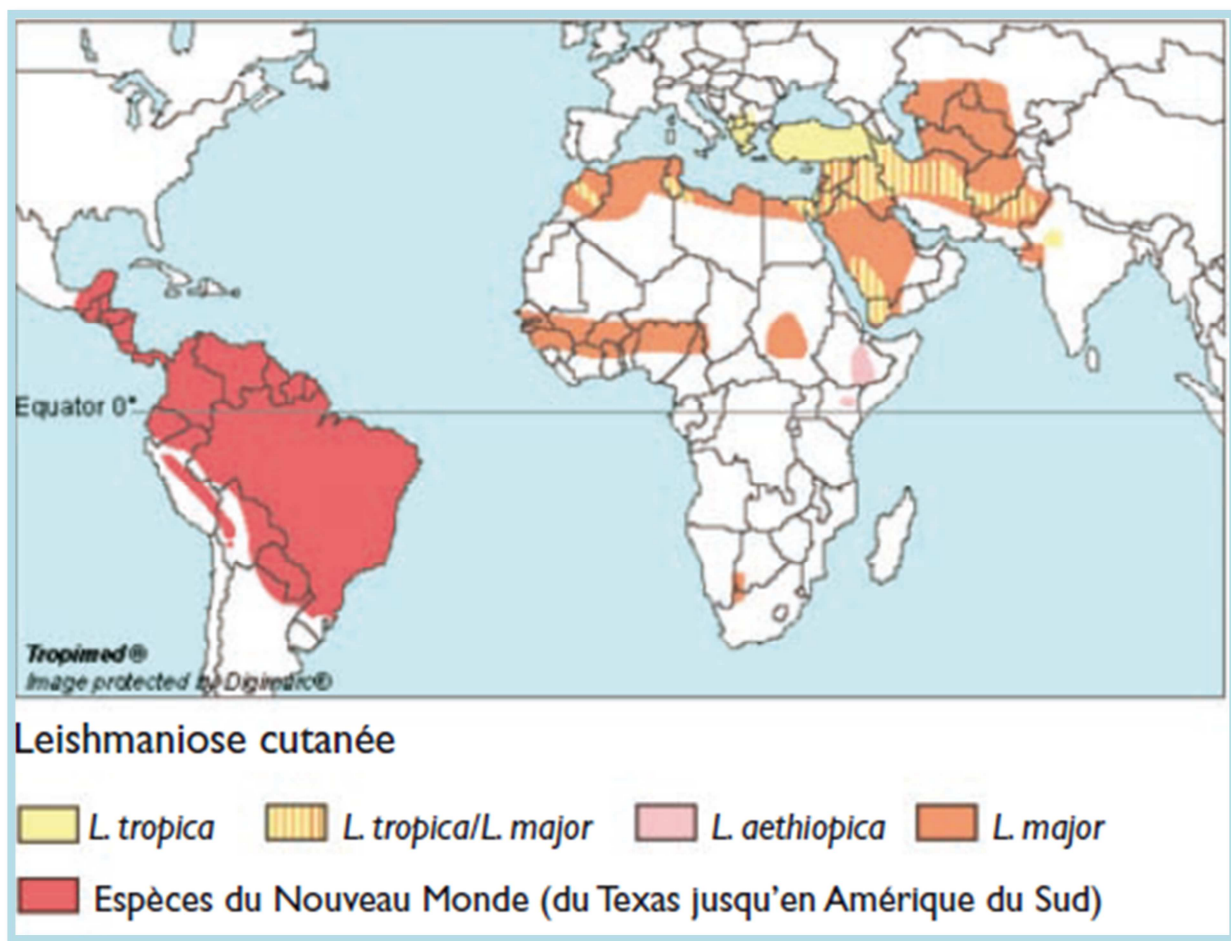 Equator 0°
Tropimed®
Image protected by Digimarc®
Leishmaniose cutanée
L. tropica
L. tropica/L. major
L. aethiopica
L. major
Espèces du Nouveau Monde (du Texas jusqu'en Amérique du Sud)